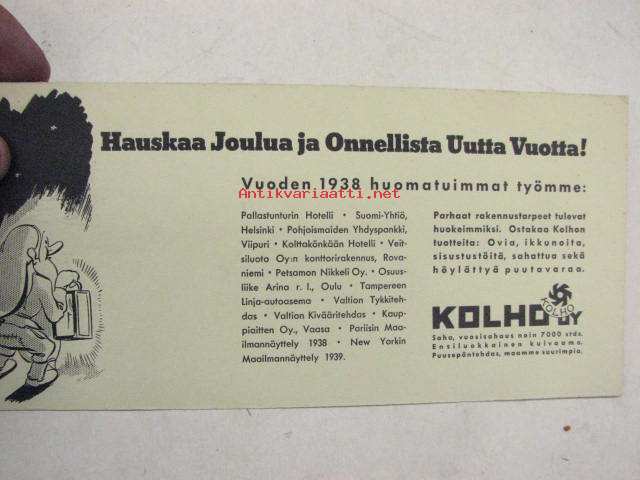 Hauskaa Joulua ja Onnellista Uutta Vuotta!
Vuoden 1938 huomatuimmat työmme:
Antikvariaatti.net
Pallastunturin Hotelli • Suomi-Yhtiö,
Helsinki • Pohjoismaiden Yhdyspankki,
Viipuri • Kolttakönkään Hotelli • Veit-
siluoto Oy:n konttorirakennus, Rova-
niemi • Petsamon Nikkeli Oy. • Osuus-
liike Arina r. l., Oulu • Tampereen
Linja-autoasema • Valtion Tykkiteh-
das • Valtion Kivääritehdas • Kaup-
piaitten Oy., Vaasa • Pariisin Maa-
ilmannäyttely 1938 • New Yorkin
Maailmannäyttely 1939.
Parhaat rakennustarpeet tulevat
huokeimmiksi. Ostakaa Kolhon
tuotteita: Ovia, ikkunoita,
sisustustöitä, sahattua sekä
höylättyä puutavaraa.
KOLHO OY
KOLHO
Saha, vuosisahaus noin 7000 stds.
Ensiluokkainen kuivaamo.
Puusepäntehdas, maamme suurimpia.